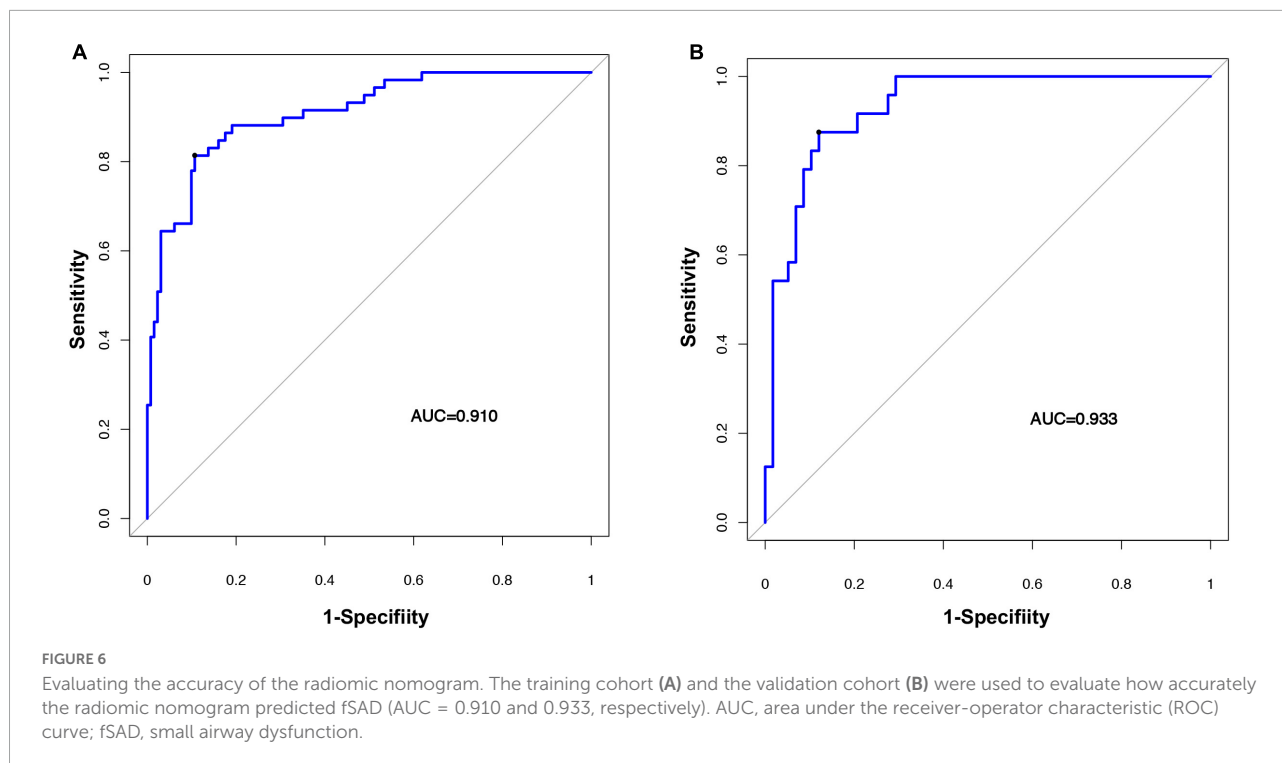 A
1.0
0.8
0.6
0.4
0.2
0.0
Sensitivity
AUC=0.910
0 0.2 0.4 0.6 0.8 1
1-Specifiity
B
1.0
0.8
0.6
0.4
0.2
0.0
Sensitivity
AUC=0.933
0 0.2 0.4 0.6 0.8 1
1-Specifiity
FIGURE 6
Evaluating the accuracy of the radiomic nomogram. The training cohort (A) and the validation cohort (B) were used to evaluate how accurately
the radiomic nomogram predicted fSAD (AUC = 0.910 and 0.933, respectively). AUC, area under the receiver-operator characteristic (ROC)
curve; fSAD, small airway dysfunction.